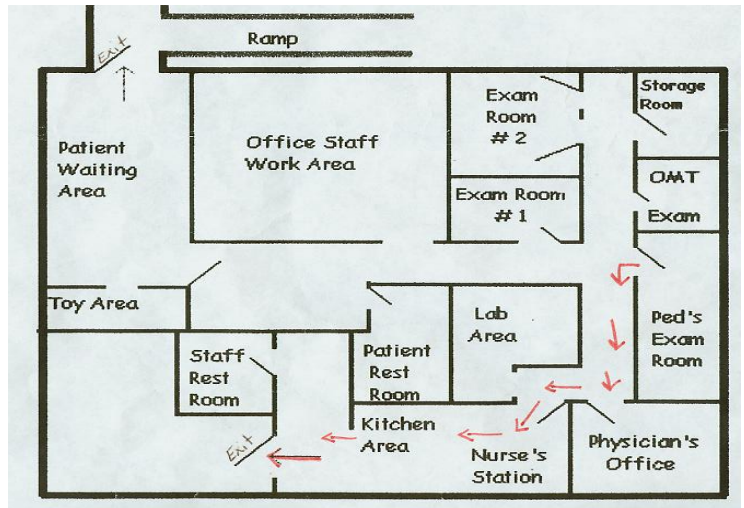 Exit
Ramp
Patient
Waiting
Area
Office Staff
Work Area
Exam
Room
# 2
Storage
Room
Exam Room
# 1
OMT
Exam
Toy Area
Lab
Area
Ped's
Exam
Room
Staff
Rest
Room
Patient
Rest
Room
Kitchen
Area
Exit
Nurse's
Station
Physician's
Office